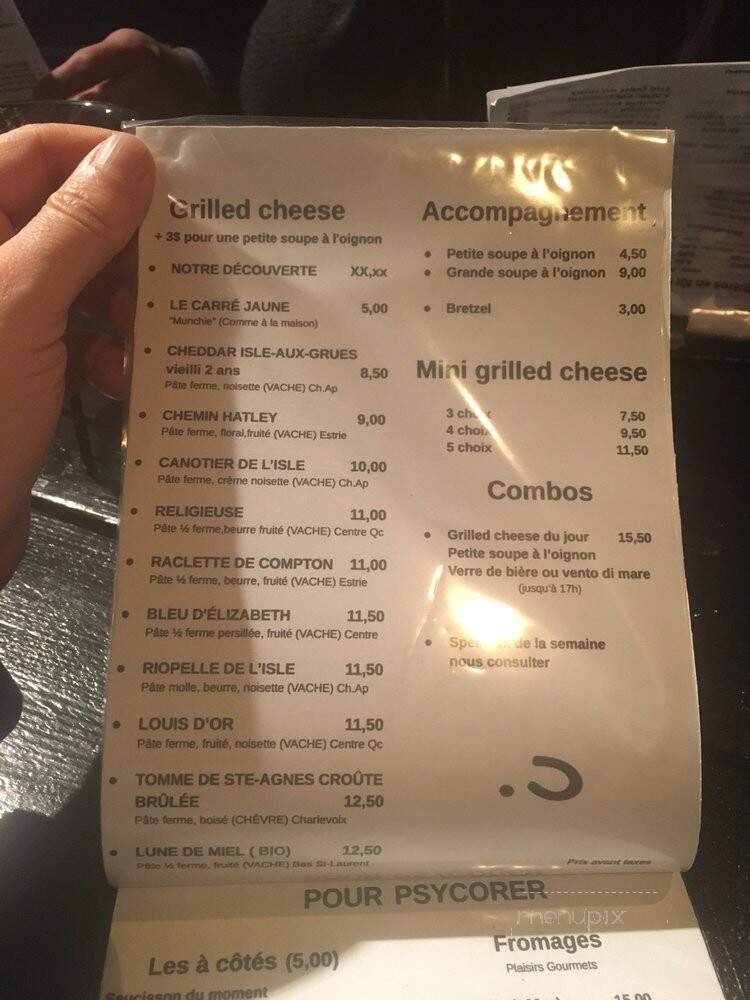 Grilled cheese
+ 3$ pour une petite soupe à l'oignon
• NOTRE DÉCOUVERTE XX,xx
• LE CARRÉ JAUNE 5,00
"Munchie" (Comme à la maison)
• CHEDDAR ISLE-AUX-GRUES
vieilli 2 ans 8,50
Pâte ferme, noisette (VACHE) Ch.Ap
• CHEMIN HATLEY 9,00
Pâte ferme, floral,fruité (VACHE) Estrie
• CANOTIER DE L'ISLE 10,00
Pâte ferme, crême noisette (VACHE) Ch.Ap
• RELIGIEUSE 11,00
Pâte ½ ferme,beurre fruité (VACHE) Centre Qc
• RACLETTE DE COMPTON 11,00
Pâte ½ ferme, beurre, fruité (VACHE) Estrie
• BLEU D'ÉLIZABETH 11,50
Pâte ½ ferme persillée, fruité (VACHE) Centre
• RIOPELLE DE L'ISLE 11,50
Pâte molle, beurre, noisette (VACHE) Ch.Ap
• LOUIS D'OR 11,50
Pâte ferme, fruité, noisette (VACHE) Centre Qc
• TOMME DE STE-AGNES CROÛTE
BRÛLÉE 12,50
Pâte ferme, boisé (CHÈVRE) Charlevoix
• LUNE DE MIEL ( BIO) 12,50
Pâte ½ ferme, fruité (VACHE) Bas St-Laurent
Accompagnement
• Petite soupe à l'oignon 4,50
• Grande soupe à l'oignon 9,00
• Bretzel 3,00
Mini grilled cheese
3 choix 7,50
4 choix 9,50
5 choix 11,50
Combos
• Grilled cheese du jour 15,50
Petite soupe à l'oignon
Verre de bière ou vento di mare
(jusqu'à 17h)
• de la semaine
nous consulter
Prix avant taxes
POUR PSYCORER
menupix
Les à côtés (5,00)
Saucisson du moment
Fromages
Plaisirs Gourmets
15,00